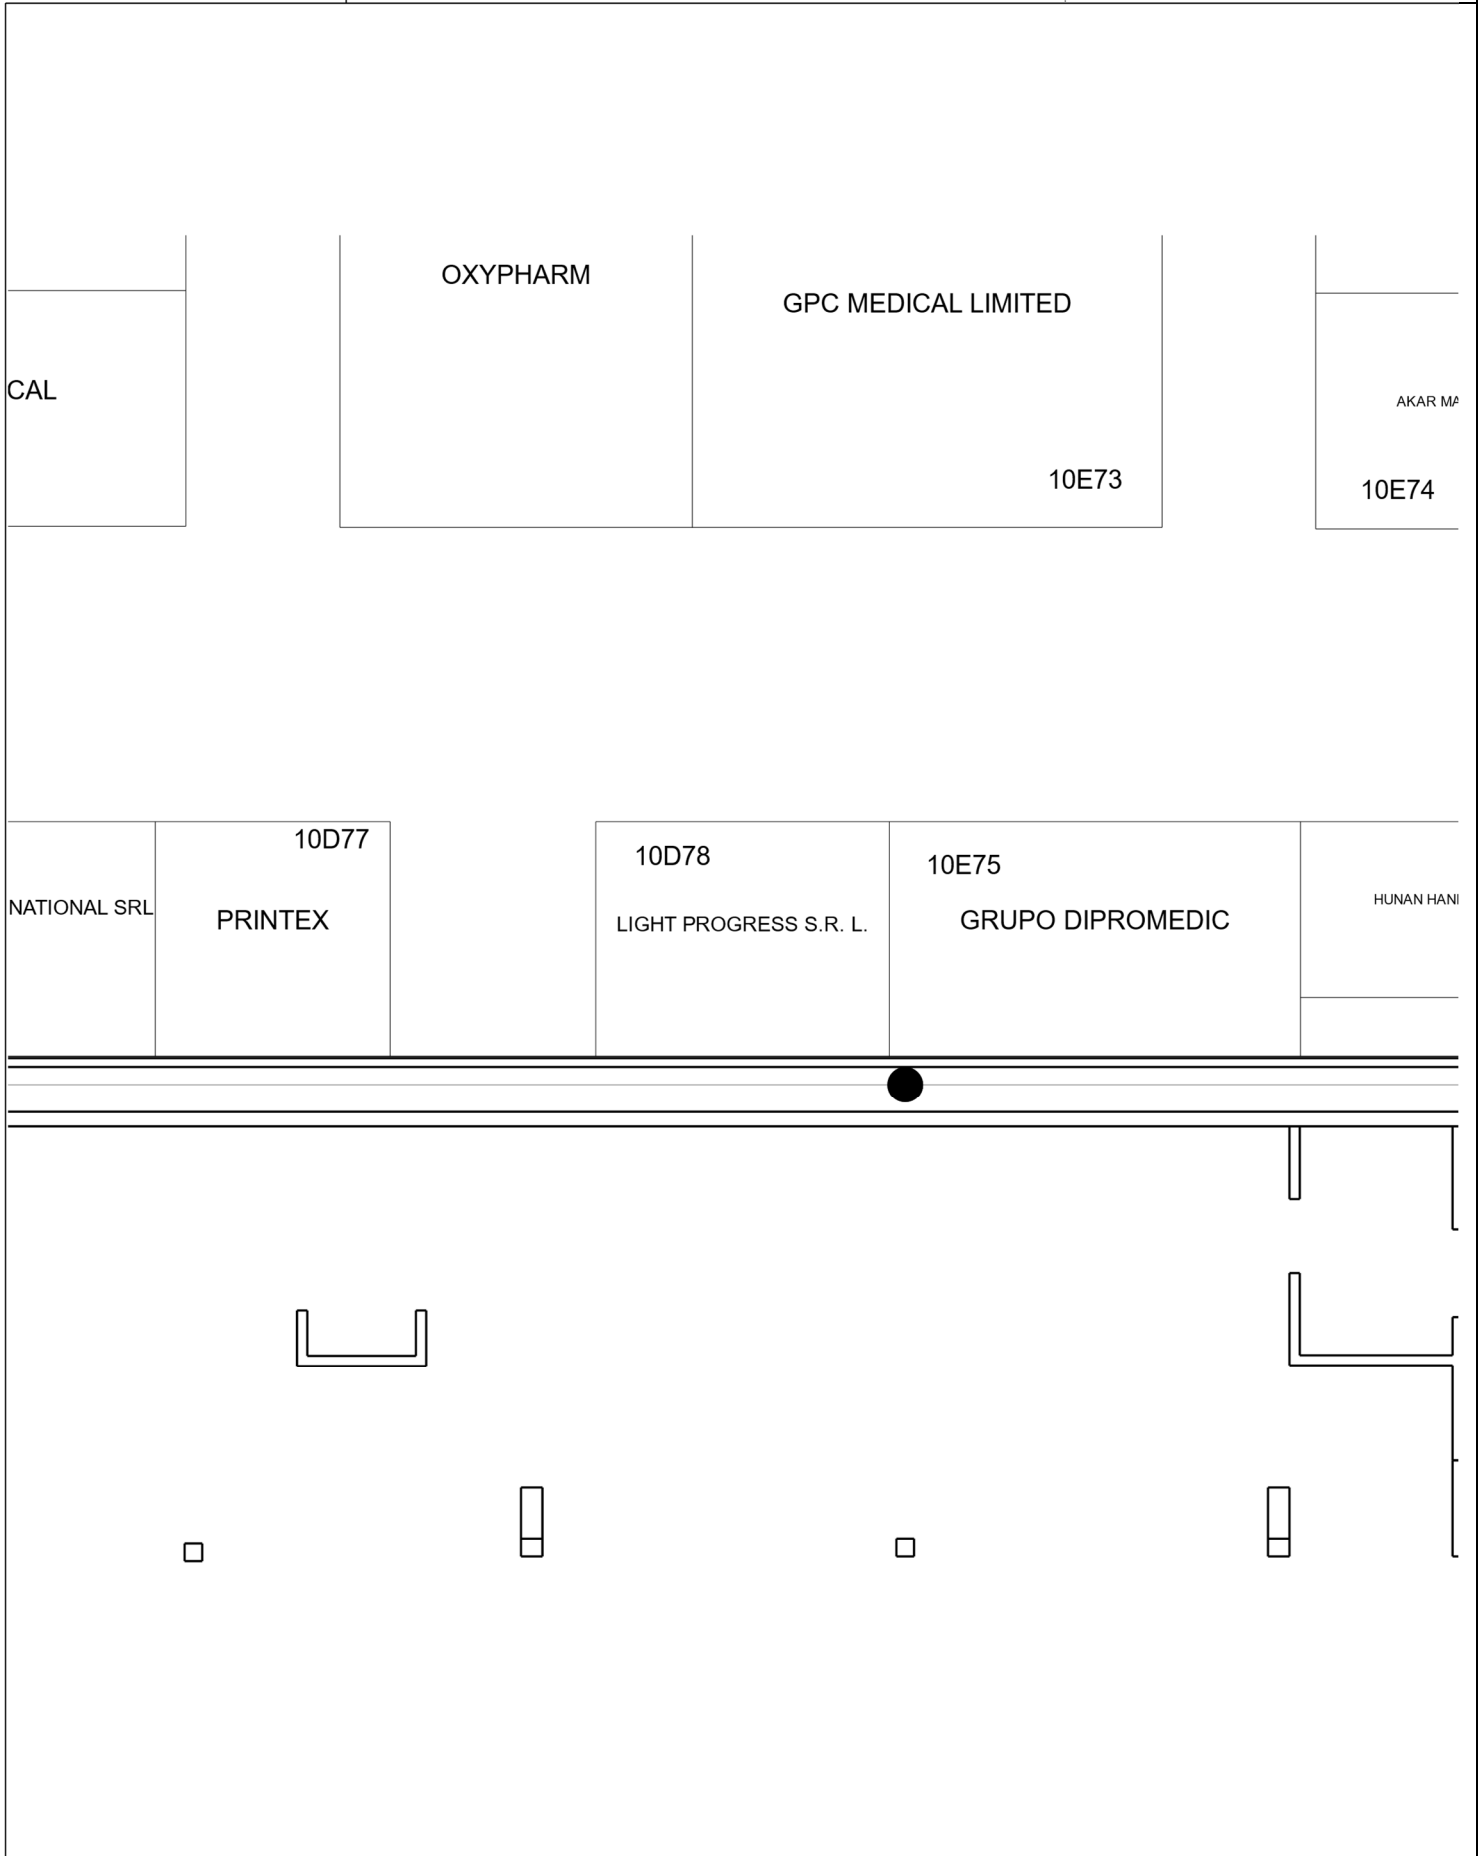 OXYPHARM
GPC MEDICAL LIMITED
CAL
AKAR MA
10E73
10E74
10D77
10D78
10E75
NATIONAL SRL
PRINTEX
LIGHT PROGRESS S.R. L.
GRUPO DIPROMEDIC
HUNAN HAN